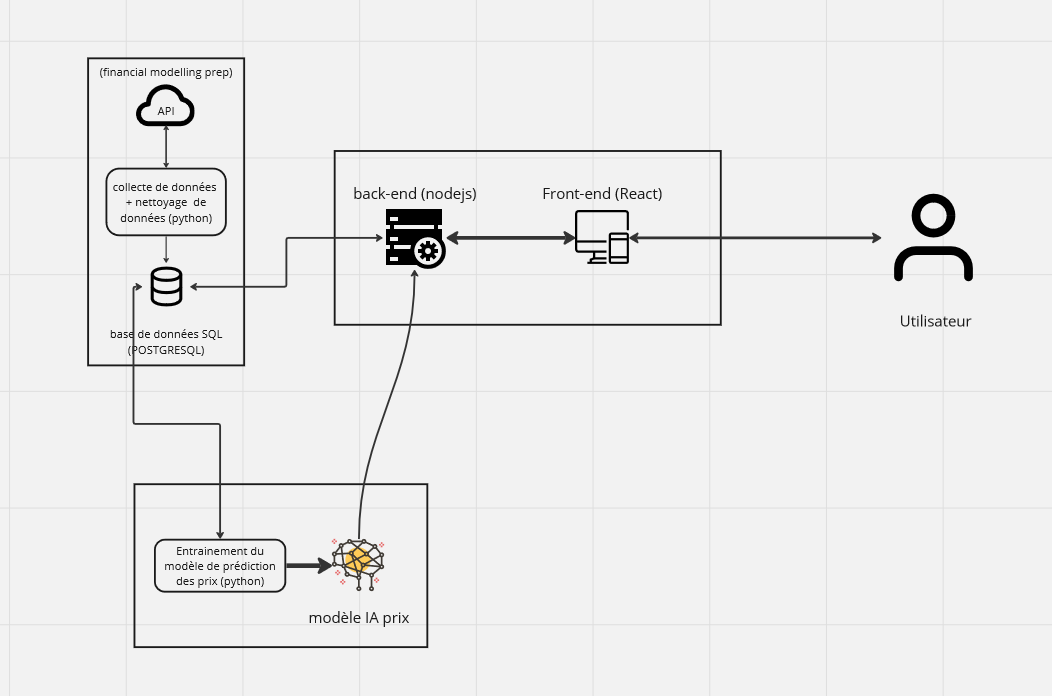 (financial modelling prep)
API
collecte de données
+ nettoyage de
données (python)
base de données SQL
(POSTGRESQL)
back-end (nodejs)
Front-end (React)
Utilisateur
Entrainement du
modèle de prédiction
des prix (python)
modèle IA prix